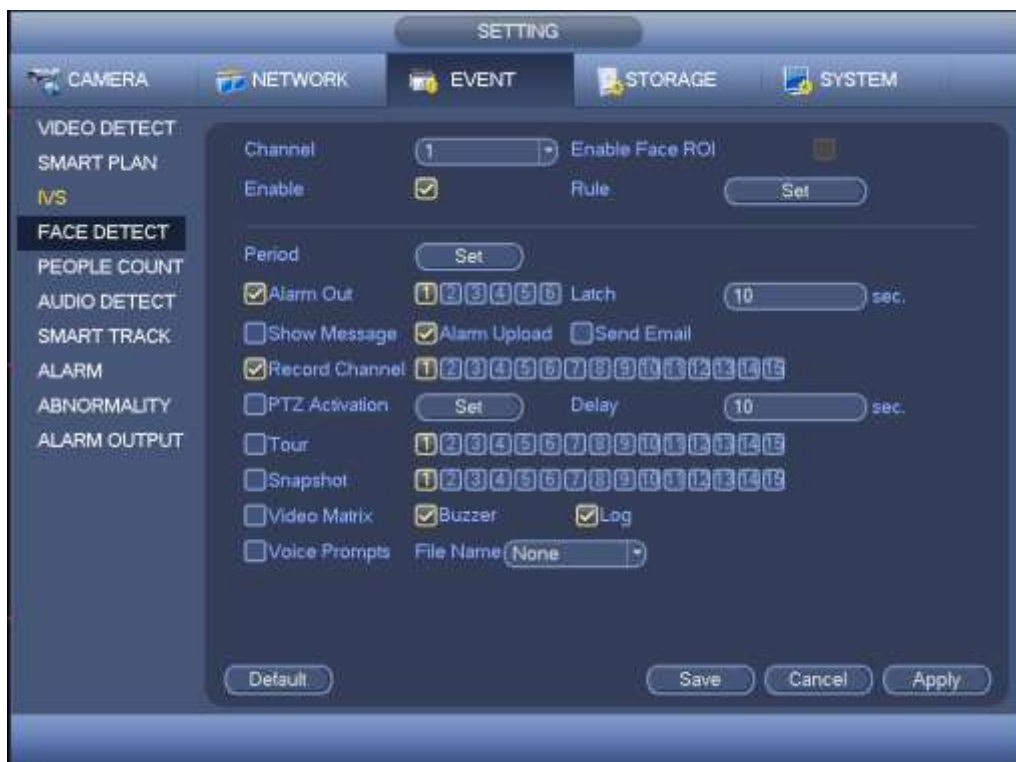 SETTING
CAMERA NETWORK EVENT STORAGE SYSTEM
VIDEO DETECT
SMART PLAN
IVS
FACE DETECT
PEOPLE COUNT
AUDIO DETECT
SMART TRACK
ALARM
ABNORMALITY
ALARM OUTPUT
Channel 1 Enable Face ROI
Enable Rule Set
Period Set
Alarm Out 1 2 3 4 5 6 Latch 10 sec.
Show Message Alarm Upload Send Email
Record Channel 1 2 3 4 5 6 7 8 9 10 11 12 13 14 15
PTZ Activation Set Delay 10 sec.
Tour 1 2 3 4 5 6 7 8 9 10 11 12 13 14 15
Snapshot 1 2 3 4 5 6 7 8 9 10 11 12 13 14 15
Video Matrix Buzzer Log
Voice Prompts File Name None
Default Save Cancel Apply